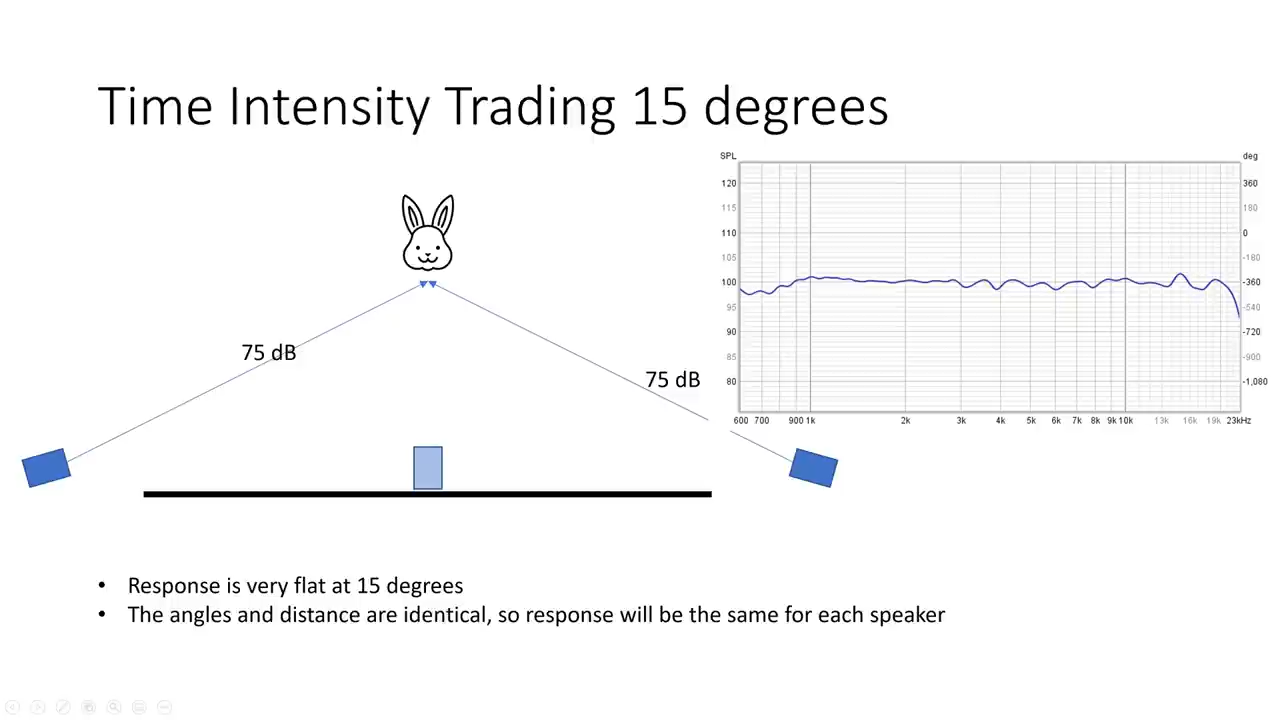 Time Intensity Trading 15 degrees
SPL
deg
120
360
115
180
110
0
105
-180
100
-360
95
-540
90
-720
85
-900
80
-1,080
600 700 900 1k 2k 3k 4k 5k 6k 7k 8k 9k 10k 13k 16k 19k 23kHz
75 dB
75 dB
• Response is very flat at 15 degrees
• The angles and distance are identical, so response will be the same for each speaker